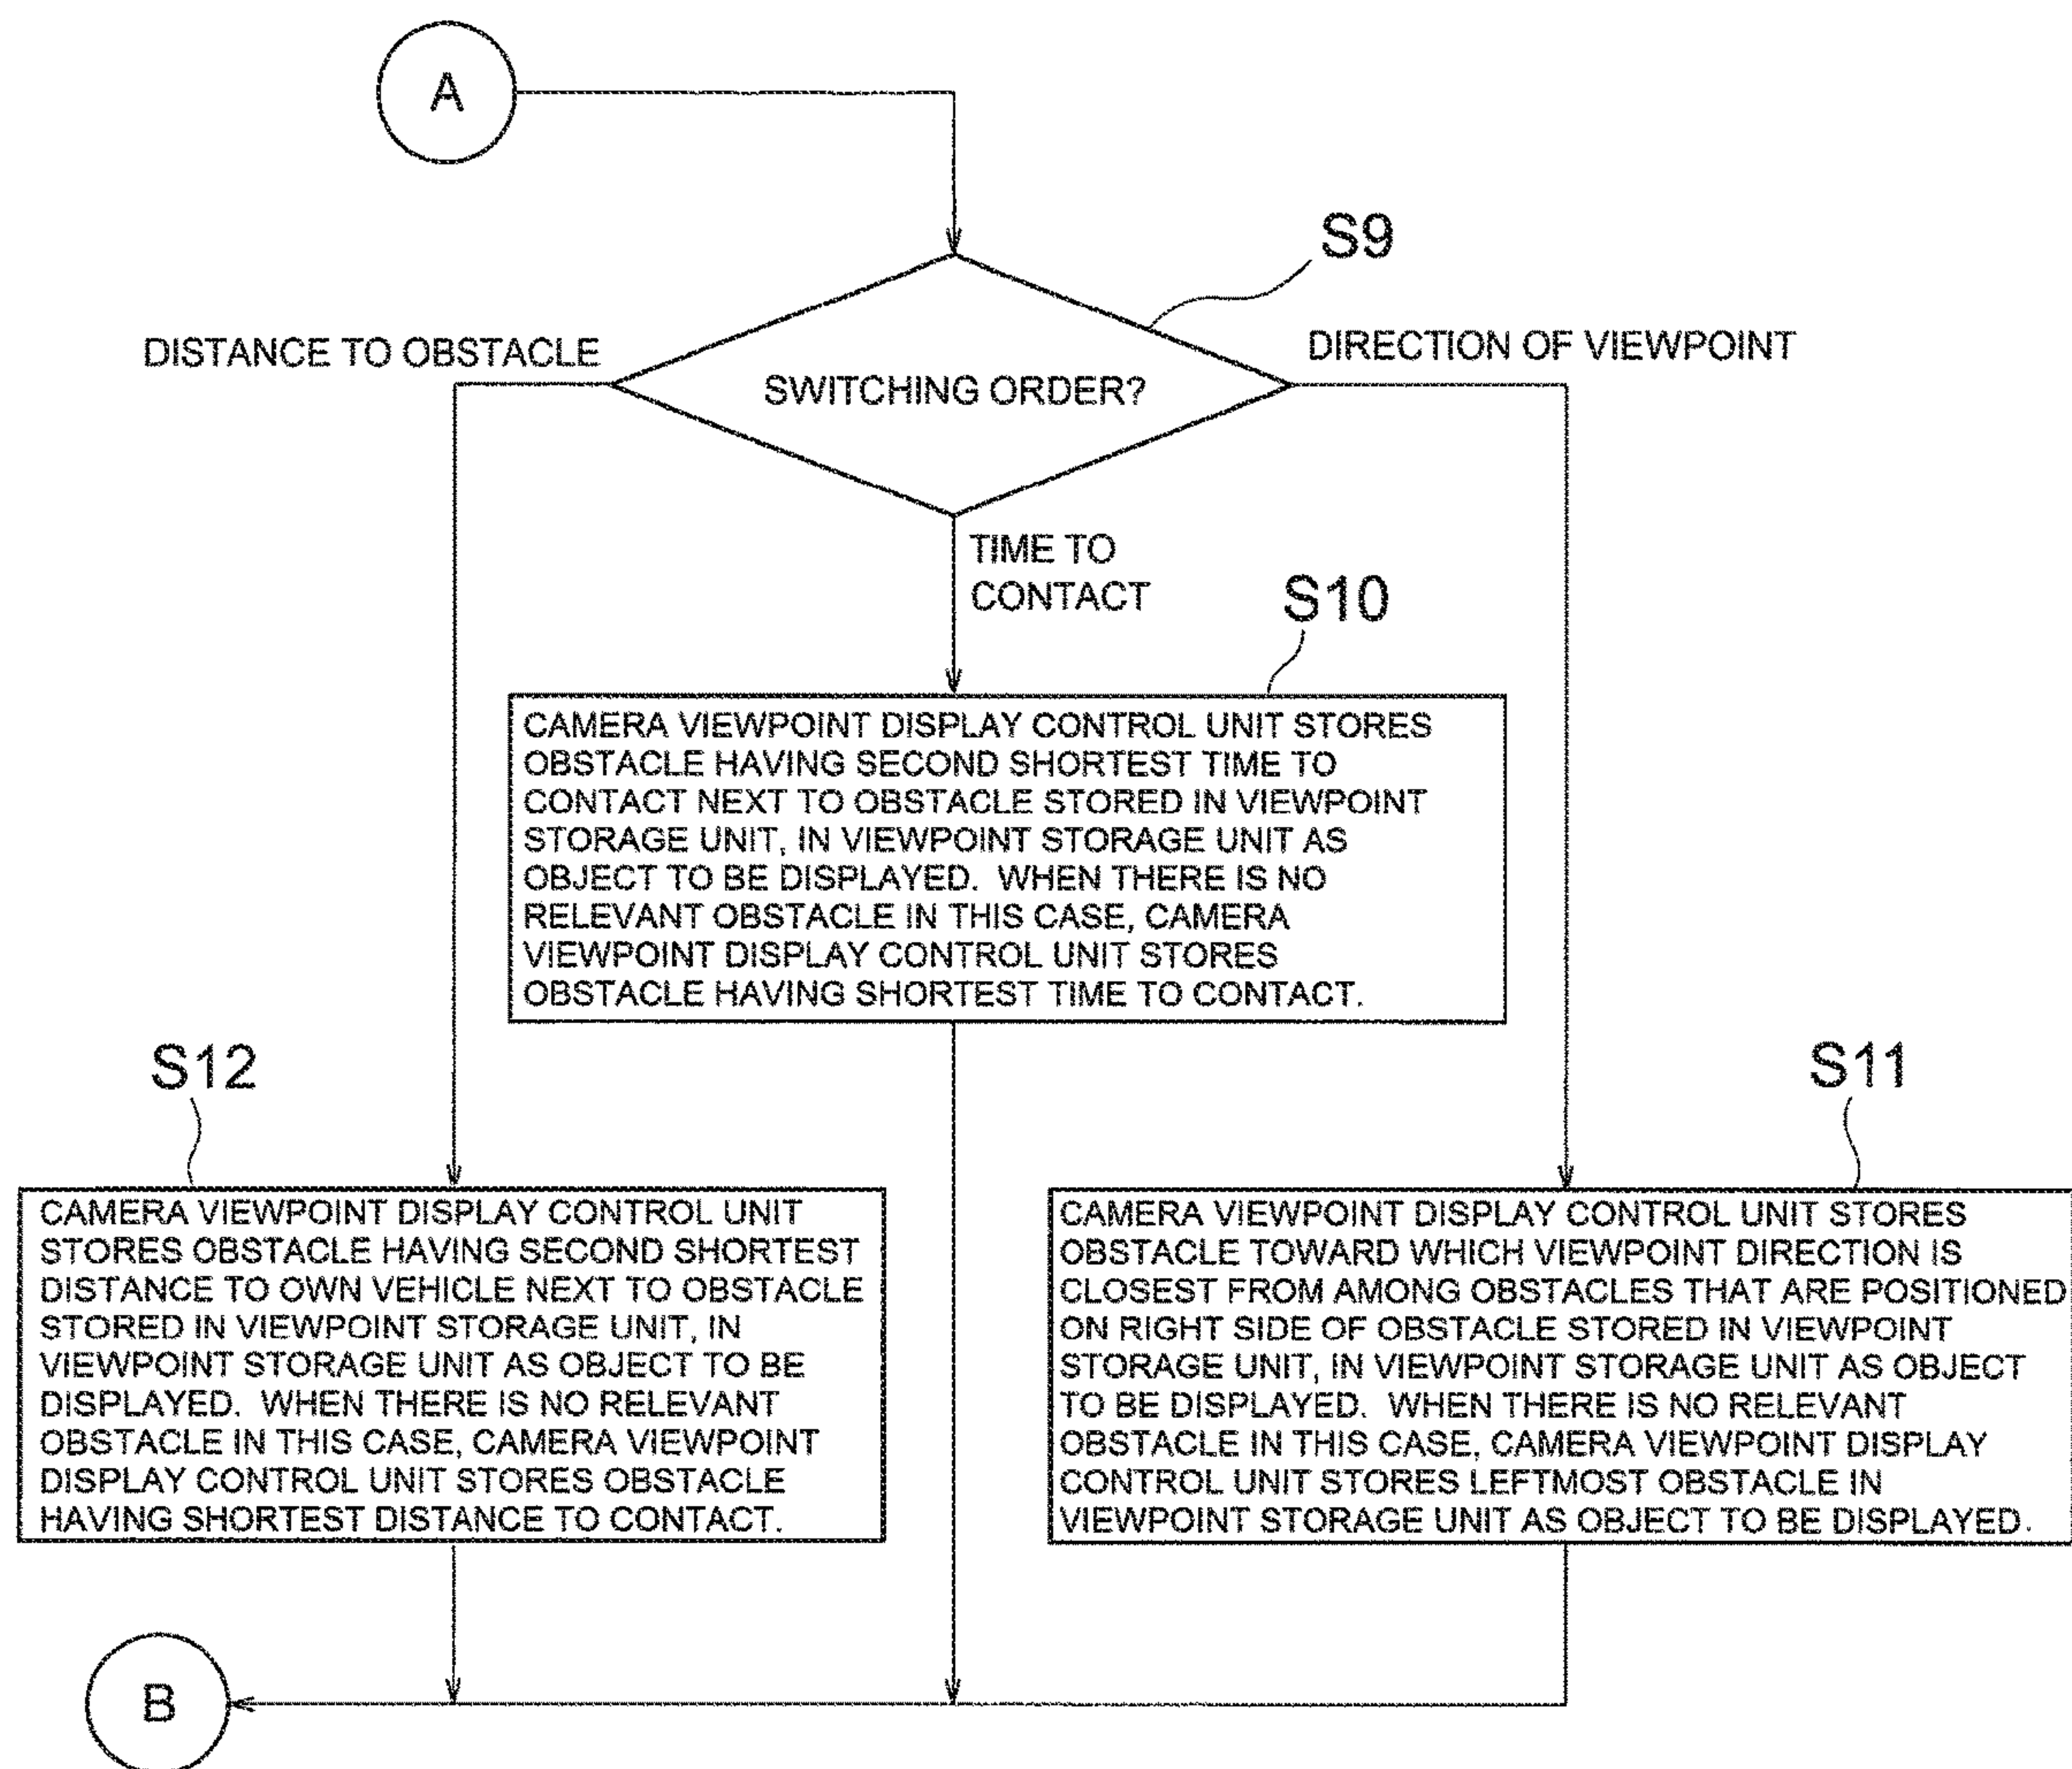 A
S9
DISTANCE TO OBSTACLE
SWITCHING ORDER?
DIRECTION OF VIEWPOINT
TIME TO
CONTACT
S10
CAMERA VIEWPOINT DISPLAY CONTROL UNIT STORES
OBSTACLE HAVING SECOND SHORTEST TIME TO
CONTACT NEXT TO OBSTACLE STORED IN VIEWPOINT
STORAGE UNIT, IN VIEWPOINT STORAGE UNIT AS
OBJECT TO BE DISPLAYED. WHEN THERE IS NO
RELEVANT OBSTACLE IN THIS CASE, CAMERA
VIEWPOINT DISPLAY CONTROL UNIT STORES
OBSTACLE HAVING SHORTEST TIME TO CONTACT.
S12
CAMERA VIEWPOINT DISPLAY CONTROL UNIT
STORES OBSTACLE HAVING SECOND SHORTEST
DISTANCE TO OWN VEHICLE NEXT TO OBSTACLE
STORED IN VIEWPOINT STORAGE UNIT, IN
VIEWPOINT STORAGE UNIT AS OBJECT TO BE
DISPLAYED. WHEN THERE IS NO RELEVANT
OBSTACLE IN THIS CASE, CAMERA VIEWPOINT
DISPLAY CONTROL UNIT STORES OBSTACLE
HAVING SHORTEST DISTANCE TO CONTACT.
S11
CAMERA VIEWPOINT DISPLAY CONTROL UNIT STORES
OBSTACLE TOWARD WHICH VIEWPOINT DIRECTION IS
CLOSEST FROM AMONG OBSTACLES THAT ARE POSITIONED
ON RIGHT SIDE OF OBSTACLE STORED IN VIEWPOINT
STORAGE UNIT, IN VIEWPOINT STORAGE UNIT AS OBJECT
TO BE DISPLAYED. WHEN THERE IS NO RELEVANT
OBSTACLE IN THIS CASE, CAMERA VIEWPOINT DISPLAY
CONTROL UNIT STORES LEFTMOST OBSTACLE IN
VIEWPOINT STORAGE UNIT AS OBJECT TO BE DISPLAYED.
B